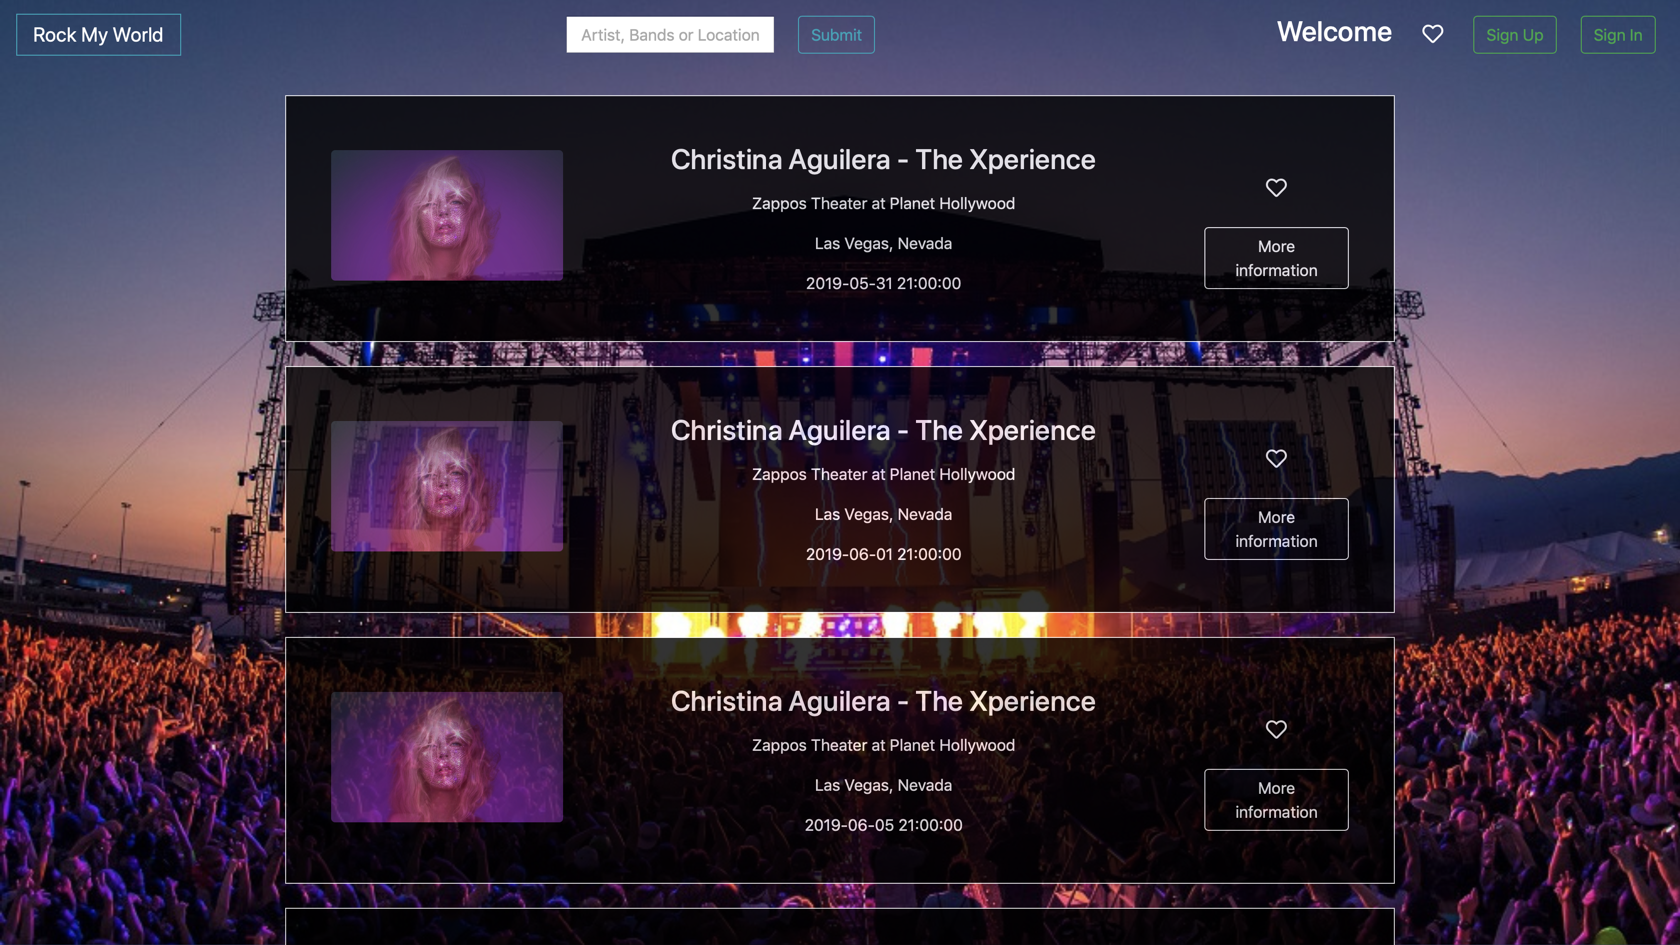 Rock My World
Artist, Bands or Location
Submit
Welcome
Sign Up
Sign In
Christina Aguilera - The Xperience
Zappos Theater at Planet Hollywood
Las Vegas, Nevada
2019-05-31 21:00:00
More
information
Christina Aguilera - The Xperience
Zappos Theater at Planet Hollywood
Las Vegas, Nevada
2019-06-01 21:00:00
More
information
Christina Aguilera - The Xperience
Zappos Theater at Planet Hollywood
Las Vegas, Nevada
2019-06-05 21:00:00
More
information